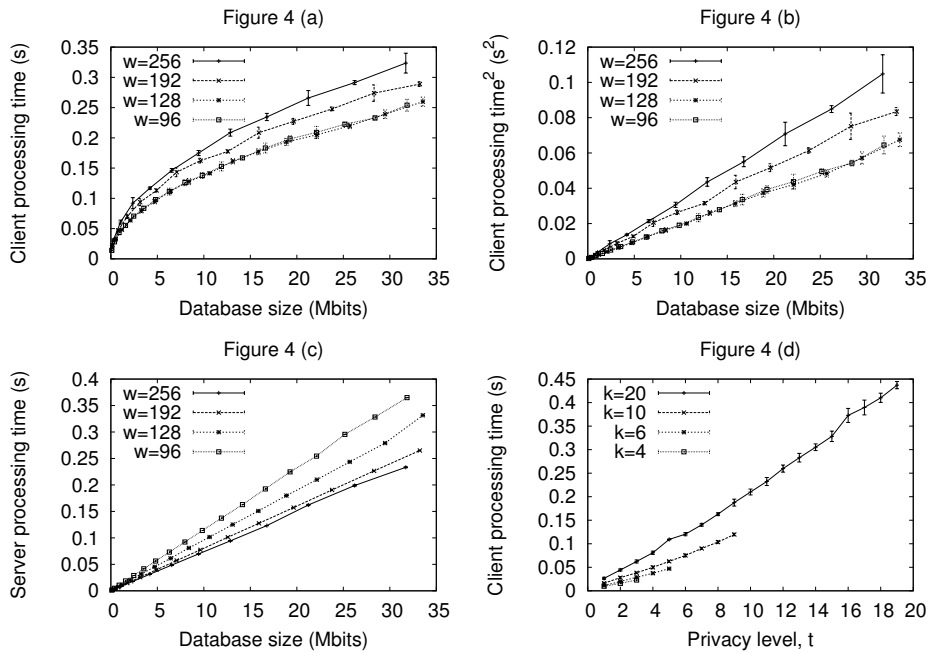 Figure 4 (a)
Client processing time (s)
0.35
0.3
0.25
0.2
0.15
0.1
0.05
0
w=256
w=192
w=128
w=96
0 5 10 15 20 25 30 35
Database size (Mbits)
Figure 4 (b)
Client processing time² (s²)
0.12
0.1
0.08
0.06
0.04
0.02
0
w=256
w=192
w=128
w=96
0 5 10 15 20 25 30 35
Database size (Mbits)
Figure 4 (c)
Server processing time (s)
0.4
0.35
0.3
0.25
0.2
0.15
0.1
0.05
0
w=256
w=192
w=128
w=96
0 5 10 15 20 25 30 35
Database size (Mbits)
Figure 4 (d)
Client processing time (s)
0.45
0.4
0.35
0.3
0.25
0.2
0.15
0.1
0.05
0
k=20
k=10
k=6
k=4
0 2 4 6 8 10 12 14 16 18 20
Privacy level, t